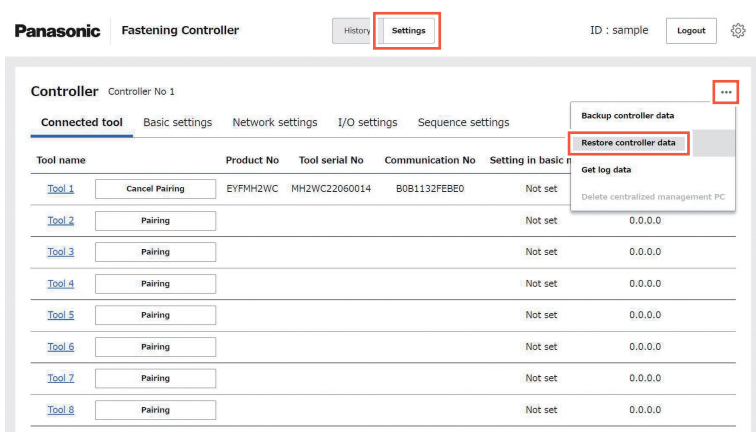 Panasonic Fastening Controller History Settings ID : sample Logout
Controller Controller No 1
Connected tool Basic settings Network settings I/O settings Sequence settings
Backup controller data
Restore controller data
Get log data
Delete centralized management PC
Tool name Product No Tool serial No Communication No Setting in basic
Tool 1 Cancel Pairing EYFMH2WC MH2WC22060014 B0B1132FEBE0 Not set
Tool 2 Pairing Not set 0.0.0.0
Tool 3 Pairing Not set 0.0.0.0
Tool 4 Pairing Not set 0.0.0.0
Tool 5 Pairing Not set 0.0.0.0
Tool 6 Pairing Not set 0.0.0.0
Tool 7 Pairing Not set 0.0.0.0
Tool 8 Pairing Not set 0.0.0.0